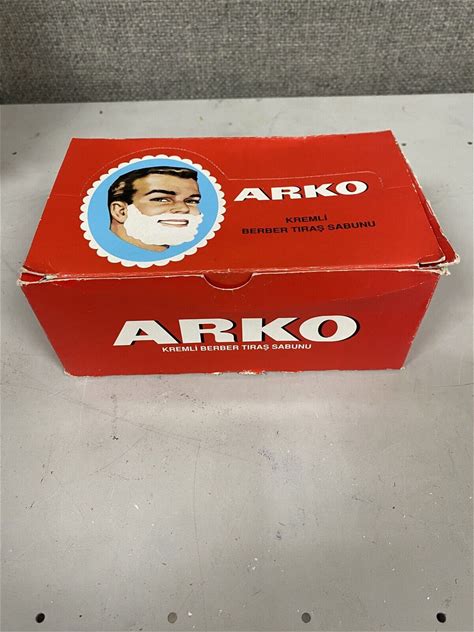 ARKO
KREMLİ
BERBER TIRAŞ SABUNU
ARKO
KREMLİ BERBER TIRAŞ SABUNU